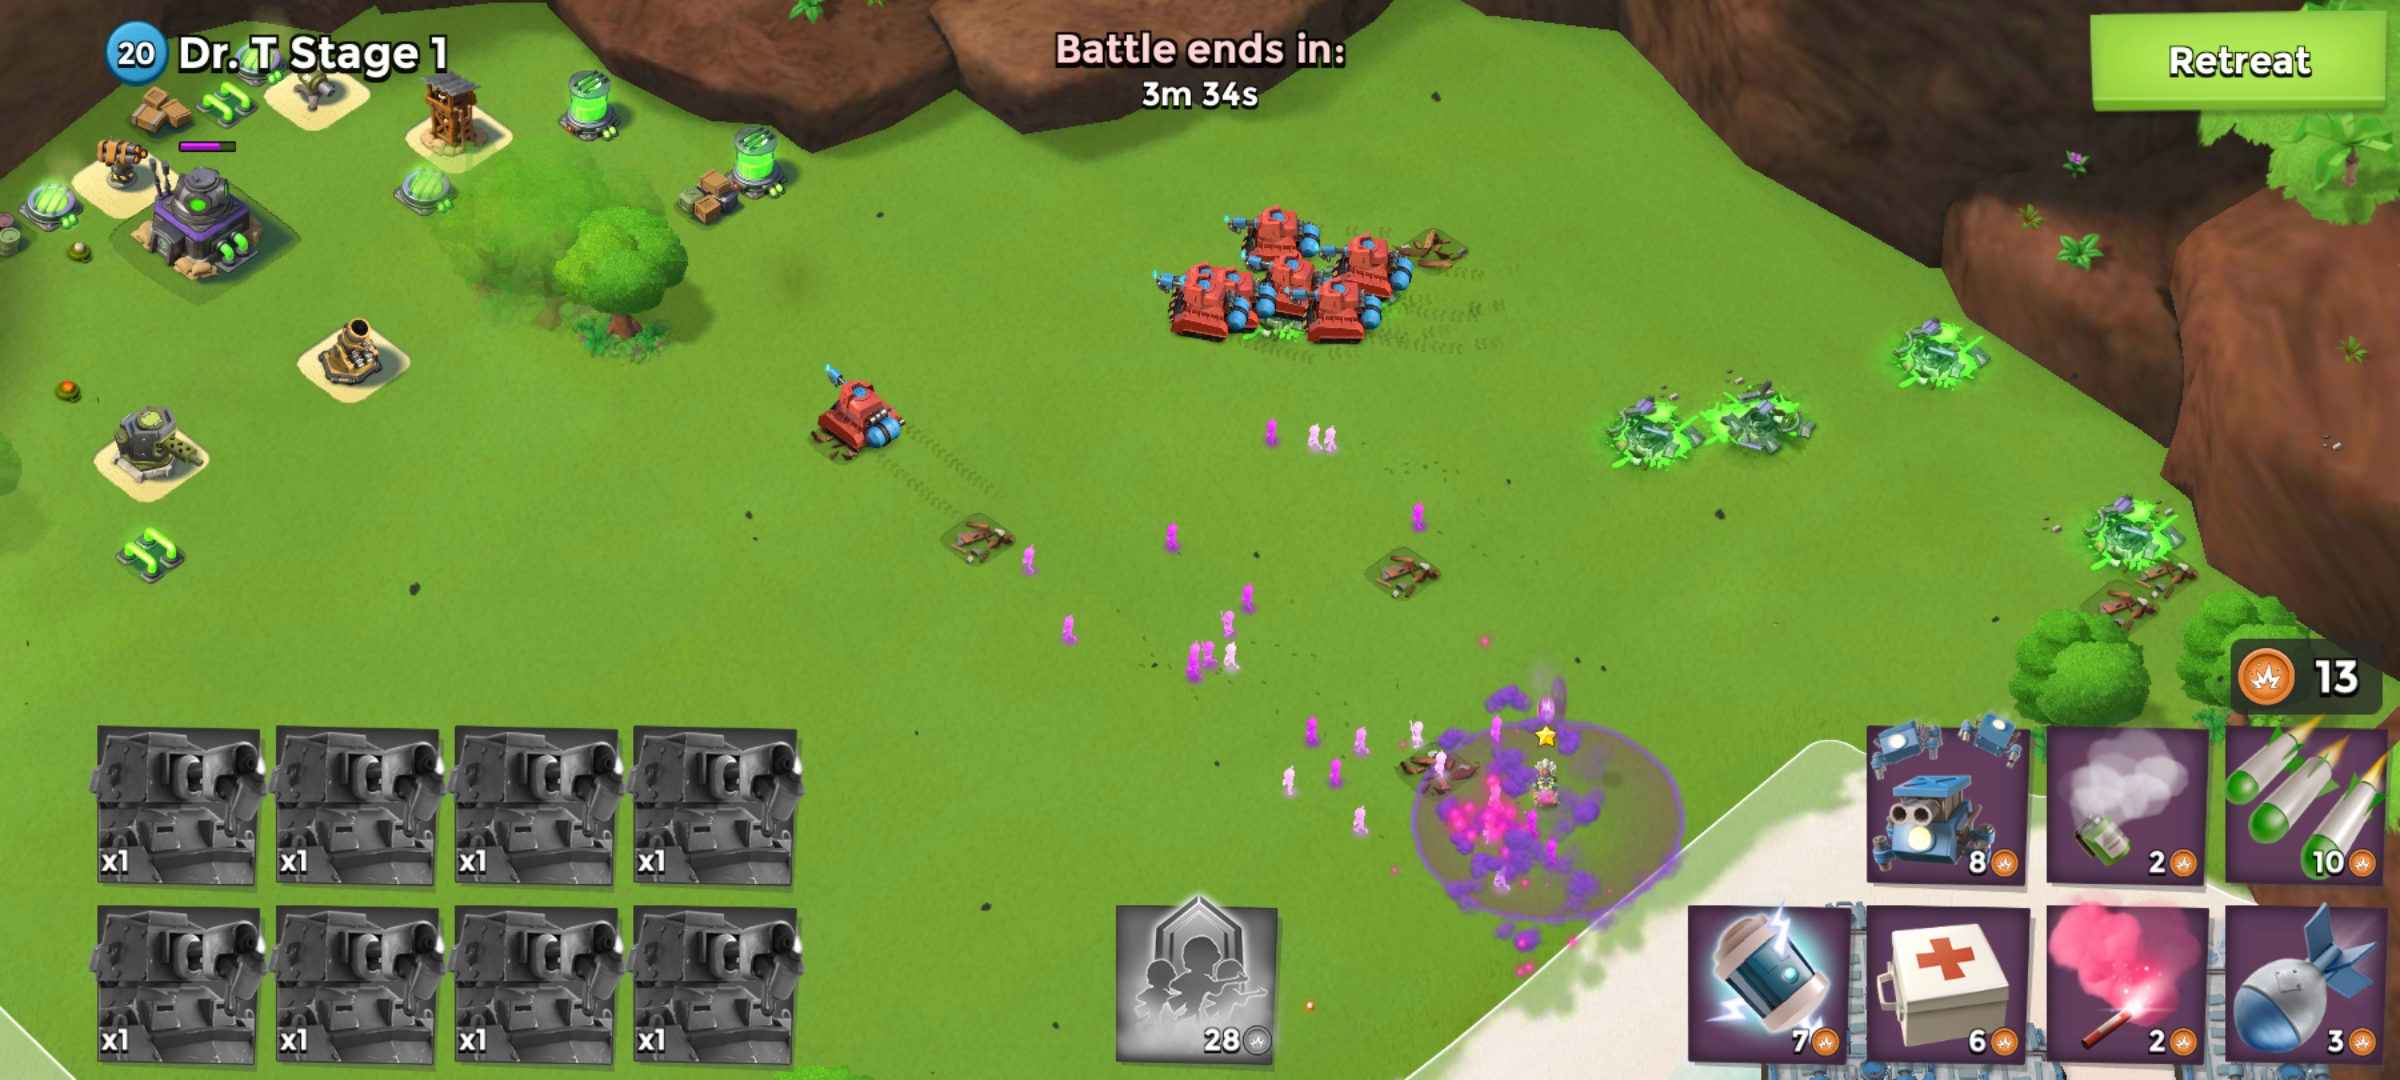 20 Dr. T Stage 1
Battle ends in:
3m 34s
Retreat
13
8
2
10
x1
x1
x1
x1
7
6
2
3
x1
x1
x1
x1
28